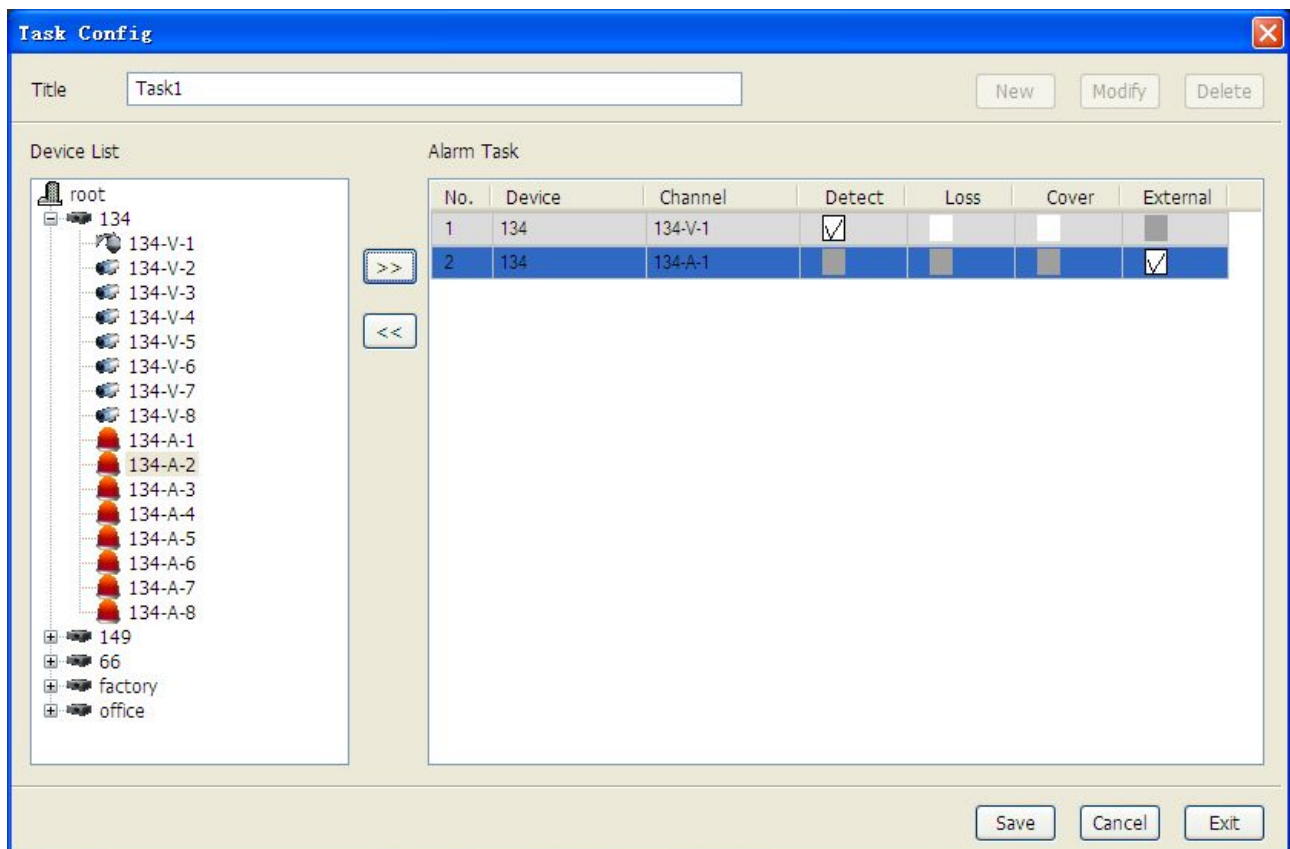 Task Config
Title Task1 New Modify Delete
Device List Alarm Task
root
134
134-V-1
134-V-2
134-V-3
134-V-4
134-V-5
134-V-6
134-V-7
134-V-8
134-A-1
134-A-2
134-A-3
134-A-4
134-A-5
134-A-6
134-A-7
134-A-8
149
66
factory
office
>>
<<
No. Device Channel Detect Loss Cover External
1 134 134-V-1
2 134 134-A-1
Save Cancel Exit